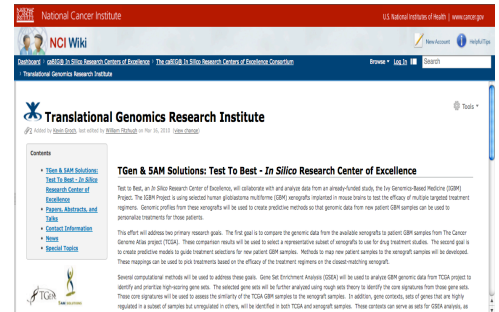 National Cancer Institute
U.S. National Institutes of Health | www.cancer.gov
NCI Wiki
New Account
HelpfulTips
Dashboard > caBIG® In Silico Research Centers of Excellence > The caBIG® In Silico Research Centers of Excellence Consortium
Browse
Log In
Search
> Translational Genomics Research Institute
Tools
Translational Genomics Research Institute
Added by Kevin Groch, last edited by William Fitzhugh on Mar 16, 2010 (view change)
Contents
• TGen & 5AM Solutions:
Test To Best - In Silico
Research Center of
Excellence
• Papers, Abstracts, and
Talks
• Contact Information
• News
• Special Topics
TGen
5AM SOLUTIONS
TGen & 5AM Solutions: Test To Best - In Silico Research Center of Excellence
Test to Best, an In Silico Research Center of Excellence, will collaborate with and analyze data from an already-funded study, the Ivy Genomics-Based Medicine (IGBM)
Project. The IGBM Project is using selected human glioblastoma multiforme (GBM) xenografts implanted in mouse brains to test the efficacy of multiple targeted treatment
regimens. Genomic profiles from these xenografts will be used to create predictive methods so that genomic data from new patient GBM samples can be used to
personalize treatments for those patients.
This effort will address two primary research goals. The first goal is to compare the genomic data from the available xenografts to patient GBM samples from The Cancer
Genome Atlas project (TCGA). These comparison results will be used to select a representative subset of xenografts to use for drug treatment studies. The second goal is
to create predictive models to guide treatment selections for new patient GBM samples. Methods to map new patient samples to the xenograft samples will be developed.
These mappings can be used to pick treatments based on the efficacy of the treatment regimens on the closest-matching xenograft.
Several computational methods will be used to address these goals. Gene Set Enrichment Analysis (GSEA) will be used to analyze GBM genomic data from TCGA project to
identify and prioritize high-scoring gene sets. The selected gene sets will be further analyzed using rough sets theory to identify the core signatures from those gene sets.
Those core signatures will be used to assess the similarity of the TCGA GBM samples to the xenograft samples. In addition, gene contexts, sets of genes that are highly
regulated in a subset of samples but unregulated in others, will be identified in both TCGA and xenograft samples. These contexts can serve as sets for GSEA analysis, as